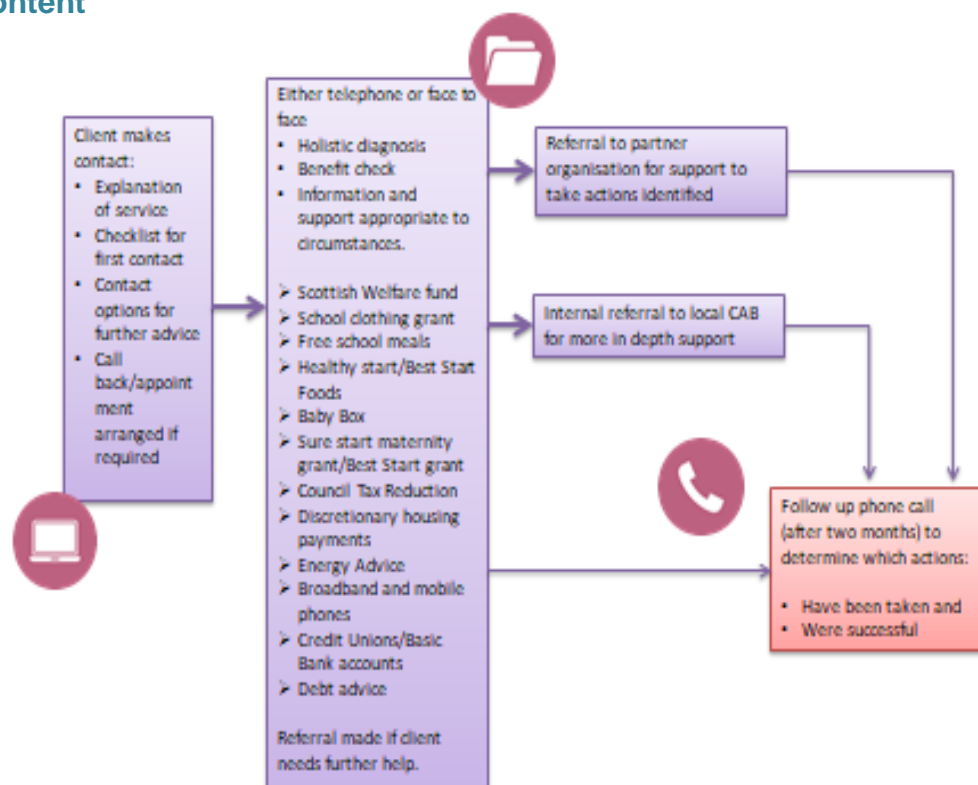 ontent
Client makes
contact:
• Explanation
of service
• Checklist for
first contact
• Contact
options for
further advice
• Call
back/appoint
ment
arranged if
required
Either telephone or face to
face
• Holistic diagnosis
• Benefit check
• Information and
support appropriate to
circumstances.
➤ Scottish Welfare fund
➤ School clothing grant
➤ Free school meals
➤ Healthy start/Best Start
Foods
➤ Baby Box
➤ Sure start maternity
grant/Best Start grant
➤ Council Tax Reduction
➤ Discretionary housing
payments
➤ Energy Advice
➤ Broadband and mobile
phones
➤ Credit Unions/Basic
Bank accounts
➤ Debt advice
Referral made if client
needs further help.
Referral to partner
organisation for support to
take actions identified
Internal referral to local CAB
for more in depth support
Follow up phone call
(after two months) to
determine which actions:
• Have been taken and
• Were successful